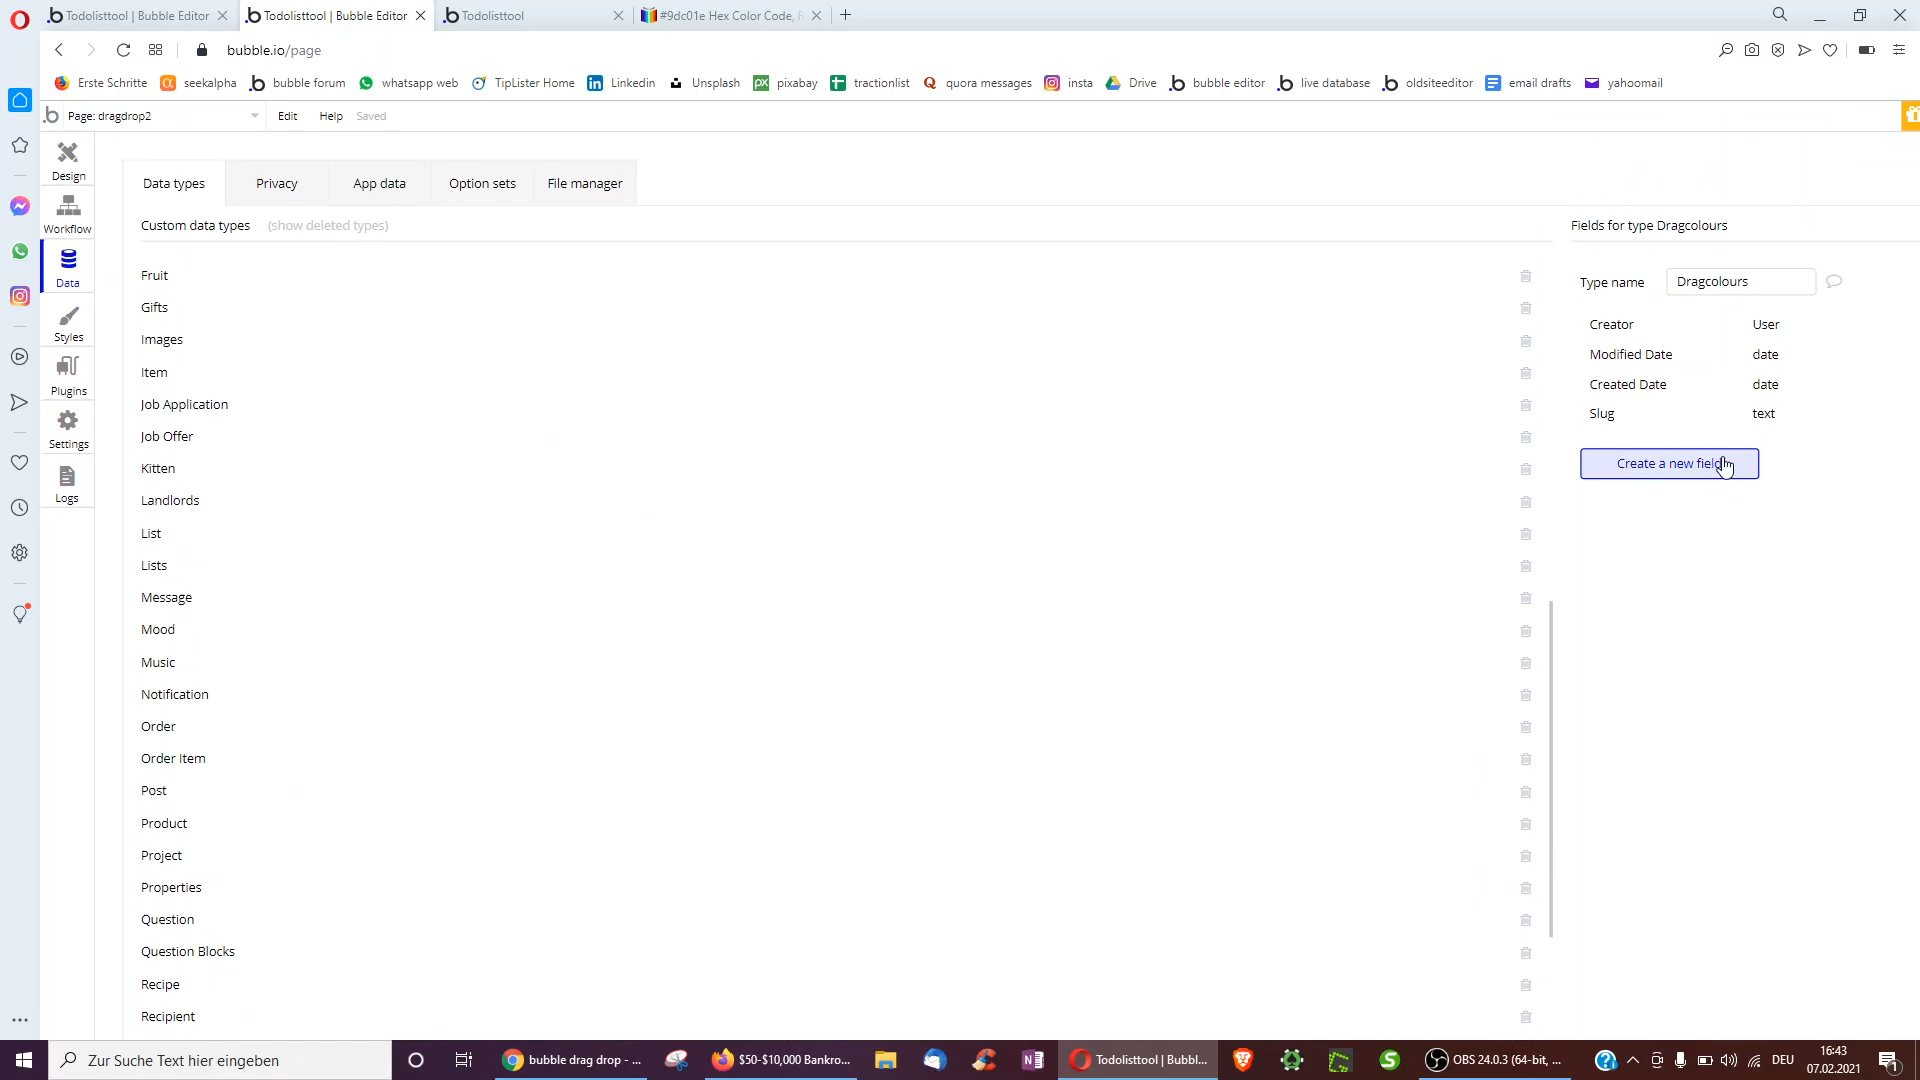 Todolisttool | Bubble Editor
Todolisttool | Bubble Editor
Todolisttool
#9dc01e Hex Color Code,
bubble.io/page
Erste Schritte
seekalpha
bubble forum
whatsapp web
TipLister Home
Linkedin
Unsplash
pixabay
tractionlist
quora messages
insta
Drive
bubble editor
live database
oldsiteeditor
email drafts
yahoomail
Page: dragdrop2
Edit
Help
Saved
Design
Workflow
Data
Styles
Plugins
Settings
Logs
Data types
Privacy
App data
Option sets
File manager
Custom data types (show deleted types)
Fruit
Gifts
Images
Item
Job Application
Job Offer
Kitten
Landlords
List
Lists
Message
Mood
Music
Notification
Order
Order Item
Post
Product
Project
Properties
Question
Question Blocks
Recipe
Recipient
Fields for type Dragcolours
Type name Dragcolours
Creator User
Modified Date date
Created Date date
Slug text
Create a new field
Zur Suche Text hier eingeben
bubble drag drop - ...
$50-$10,000 Bankro...
Todolisttool | Bubbl...
OBS 24.0.3 (64-bit, ...
DEU
16:43
07.02.2021
1